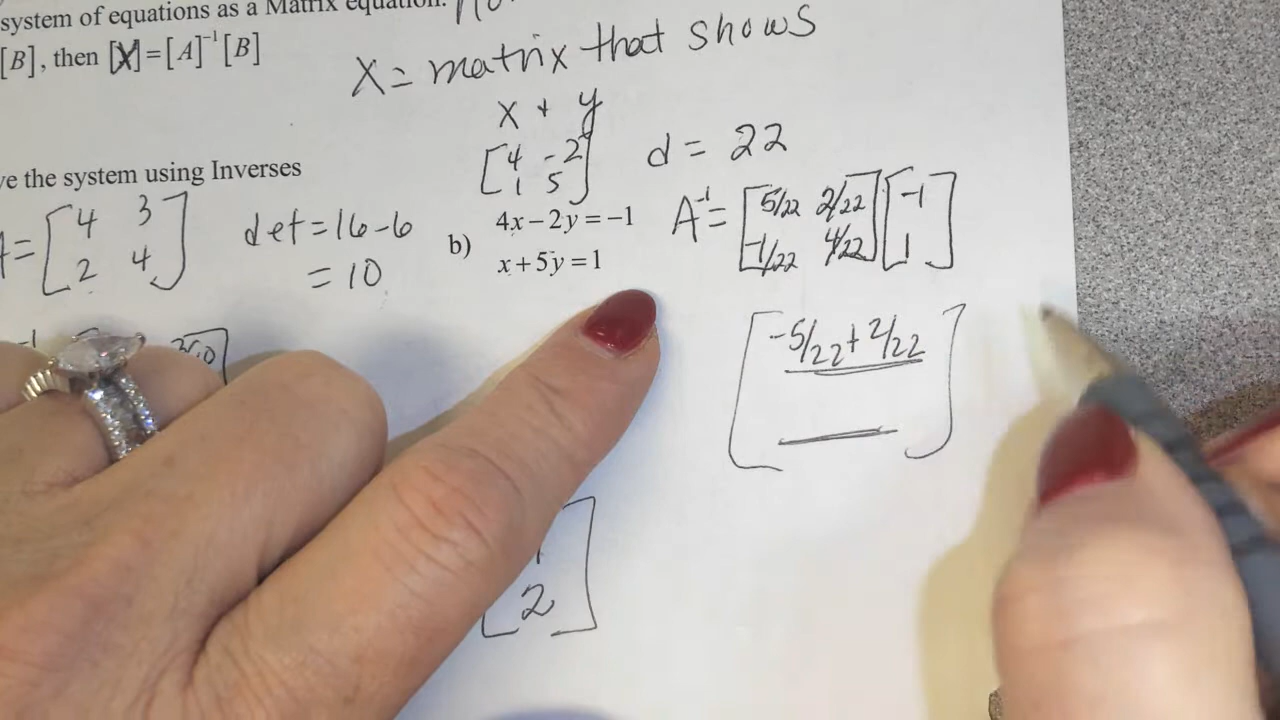 system of equations as a Matrix equation.
[B], then [X]=[A]⁻¹[B]
X = matrix that shows
x + y
[4 -2
1 5]
d = 22
ve the system using Inverses
A = [4 3
2 4]
det = 16-6
= 10
b) 4x-2y=-1
x+5y=1
A⁻¹= [5/22 2/22
-1/22 4/22] [-1
1]
[-5/22+2/22]
2